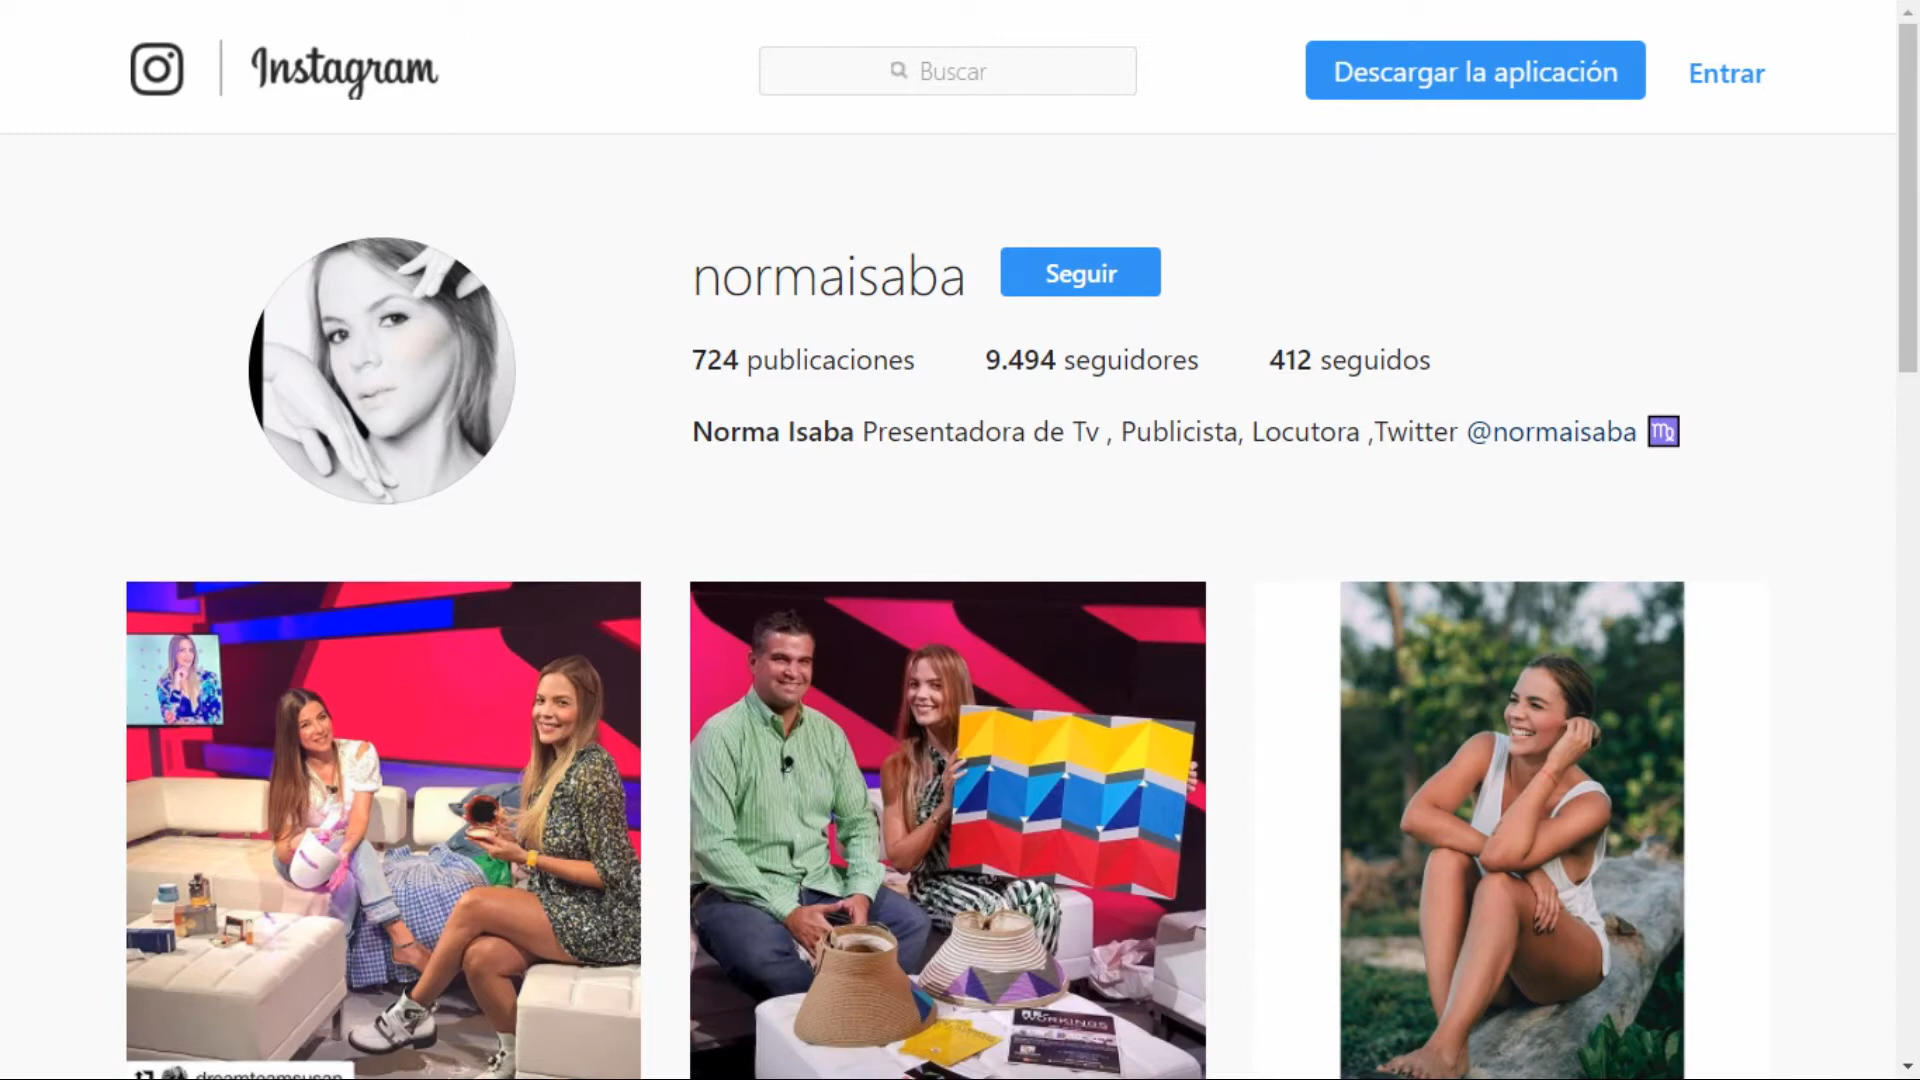 Instagram
Buscar
Descargar la aplicación
Entrar
normaisaba
Seguir
724 publicaciones
9.494 seguidores
412 seguidos
Norma Isaba Presentadora de Tv , Publicista, Locutora ,Twitter @normaisaba ♍
WORKINGS